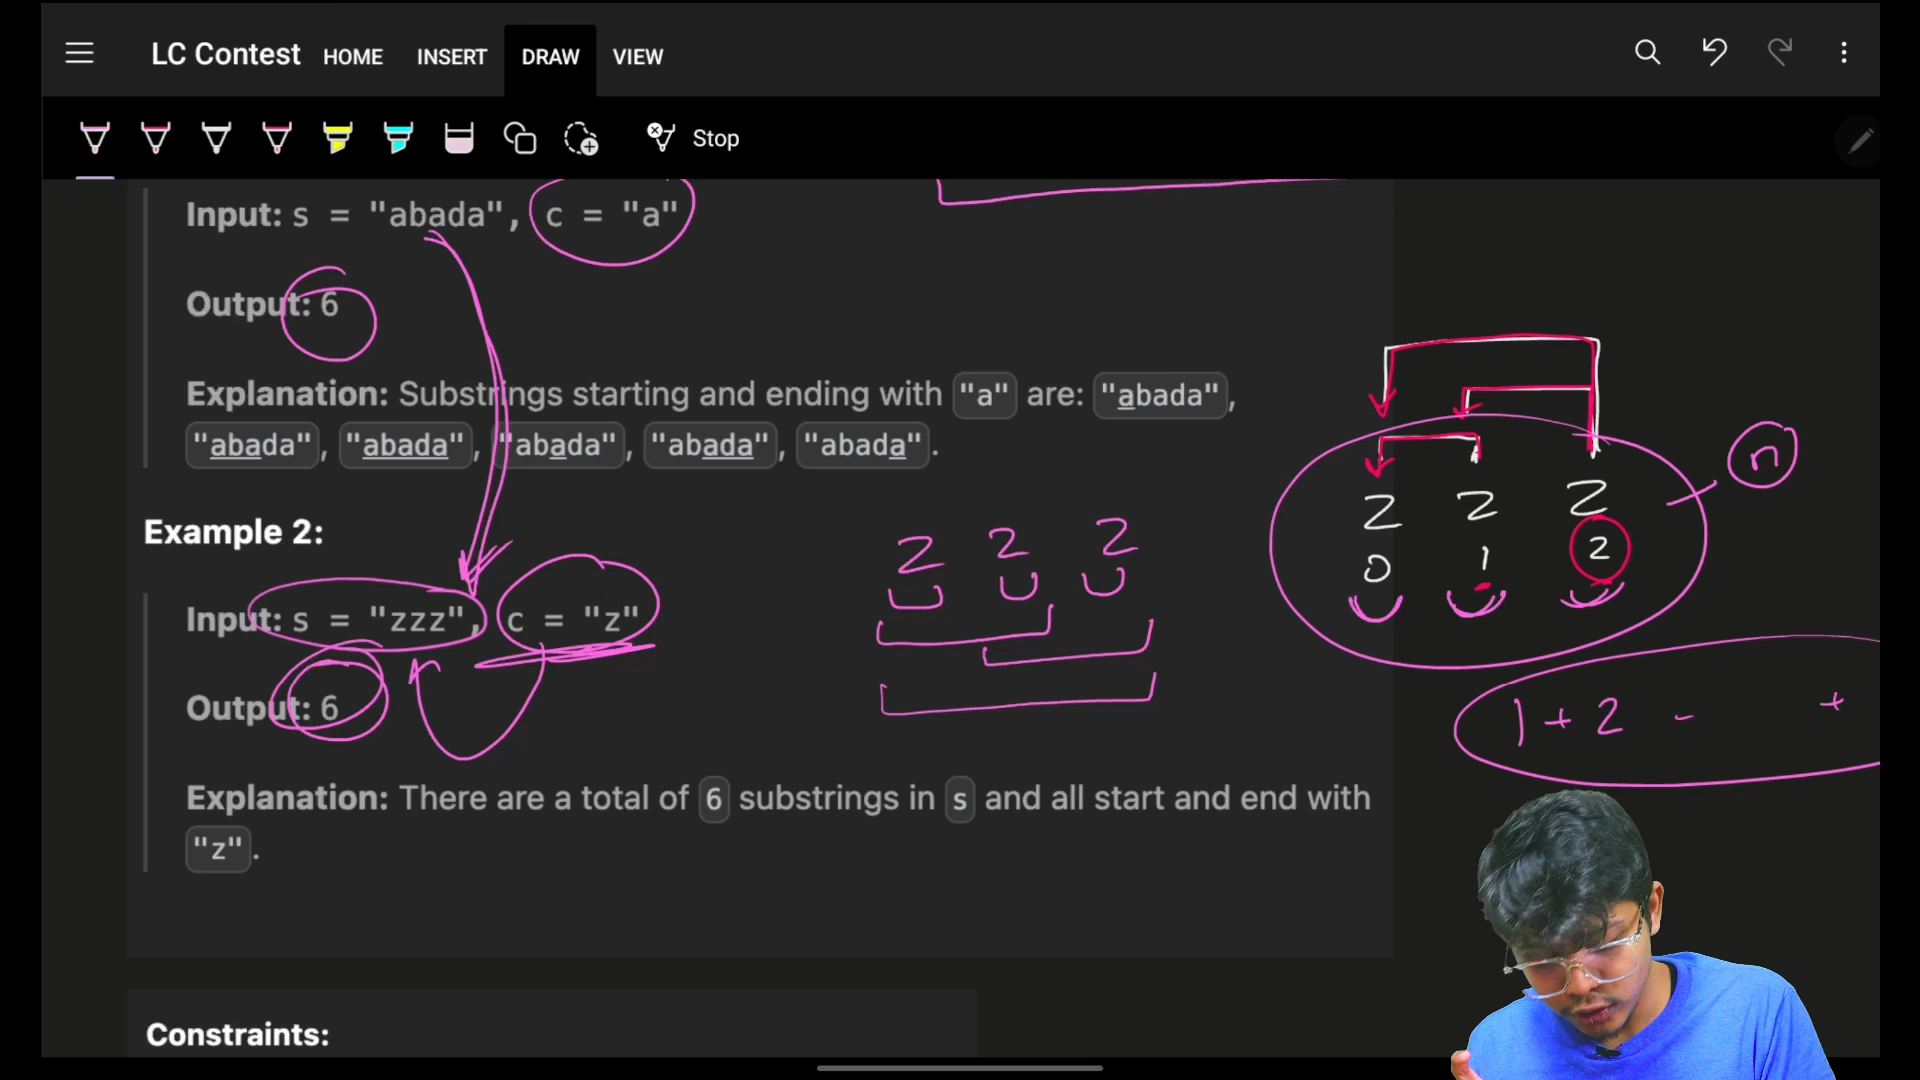 LC Contest HOME INSERT DRAW VIEW
Stop
Input: s = "abada", c = "a"
Output: 6
Explanation: Substrings starting and ending with "a" are: "abada",
"abada", "abada", "abada", "abada", "abada".
Example 2:
Input: s = "zzz", c = "z"
Output: 6
Explanation: There are a total of 6 substrings in s and all start and end with
"z".
Constraints:
z z z
z z z
0 1 2
n
1 + 2 - +